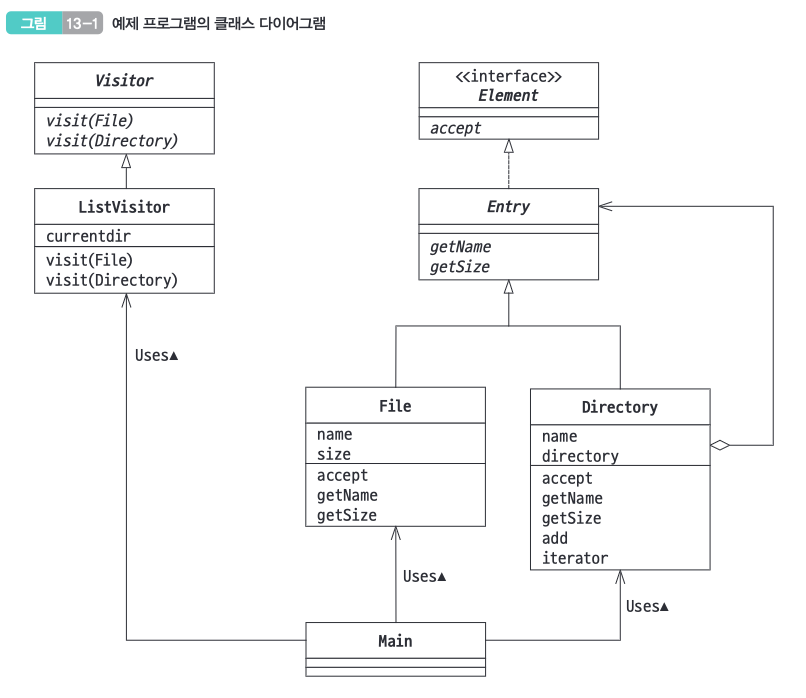 그림 13-1 예제 프로그램의 클래스 다이어그램
Visitor
visit(File)
visit(Directory)
<<interface>>
Element
accept
ListVisitor
currentdir
visit(File)
visit(Directory)
Entry
getName
getSize
Uses▲
File
name
size
accept
getName
getSize
Directory
name
directory
accept
getName
getSize
add
iterator
Uses▲
Uses▲
Main